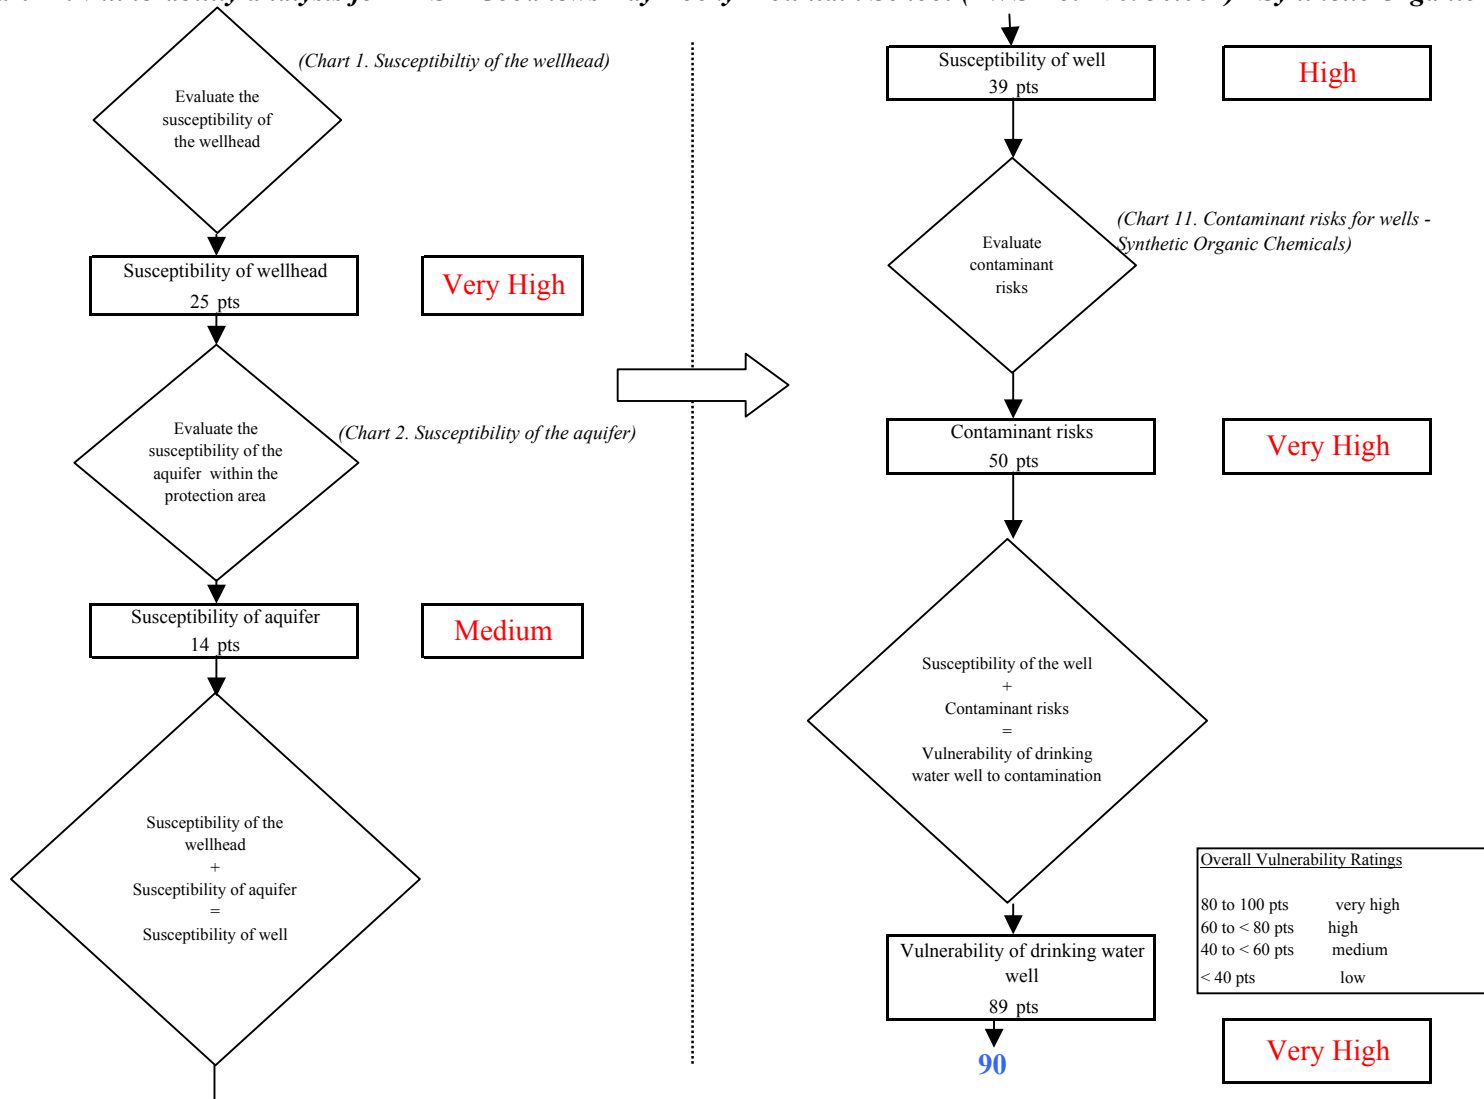 (Chart 1. Susceptibiltiy of the wellhead)
Evaluate the
susceptibility of
the wellhead
Susceptibility of wellhead
25 pts
Very High
Evaluate the
susceptibility of the
aquifer within the
protection area
(Chart 2. Susceptibility of the aquifer)
Susceptibility of aquifer
14 pts
Medium
Susceptibility of the
wellhead
+
Susceptibility of aquifer
=
Susceptibility of well
Susceptibility of well
39 pts
High
Evaluate
contaminant
risks
(Chart 11. Contaminant risks for wells -
Synthetic Organic Chemicals)
Contaminant risks
50 pts
Very High
Susceptibility of the well
+
Contaminant risks
=
Vulnerability of drinking
water well to contamination
Overall Vulnerability Ratings
80 to 100 pts very high
60 to < 80 pts high
40 to < 60 pts medium
< 40 pts low
Vulnerability of drinking water
well
89 pts
90
Very High